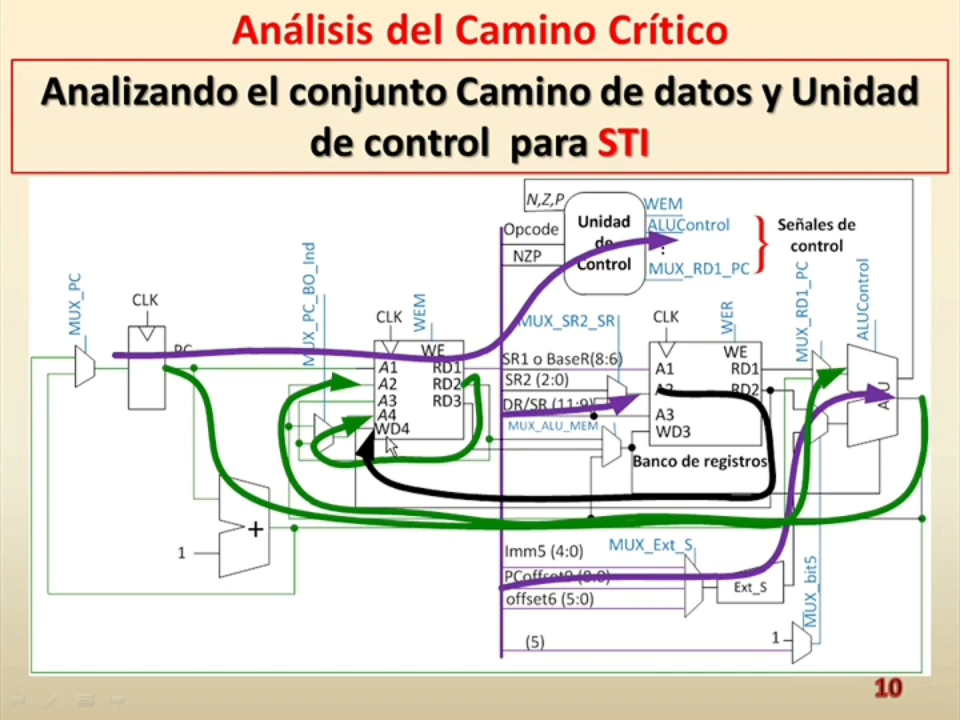 Análisis del Camino Crítico
Analizando el conjunto Camino de datos y Unidad
de control para STI
N,Z,P
Opcode
NZP
Unidad
de
Control
WEM
ALUControl
⋮
MUX_RD1_PC
Señales de
control
MUX_PC
CLK
PC
MUX_PC_BO_Ind
CLK
WEM
WE
A1
A2
A3
A4
WD4
RD1
RD2
RD3
MUX_SR2_SR
SR1 o BaseR(8:6)
SR2 (2:0)
DR/SR (11:9)
MUX_ALU_MEM
CLK
WER
WE
A1
A2
A3
WD3
RD1
RD2
Banco de registros
MUX_RD1_PC
ALUControl
ALU
+
1
Imm5 (4:0)
MUX_Ext_S
PCoffset9 (8:0)
offset6 (5:0)
Ext_S
MUX_bit5
(5)
1
10